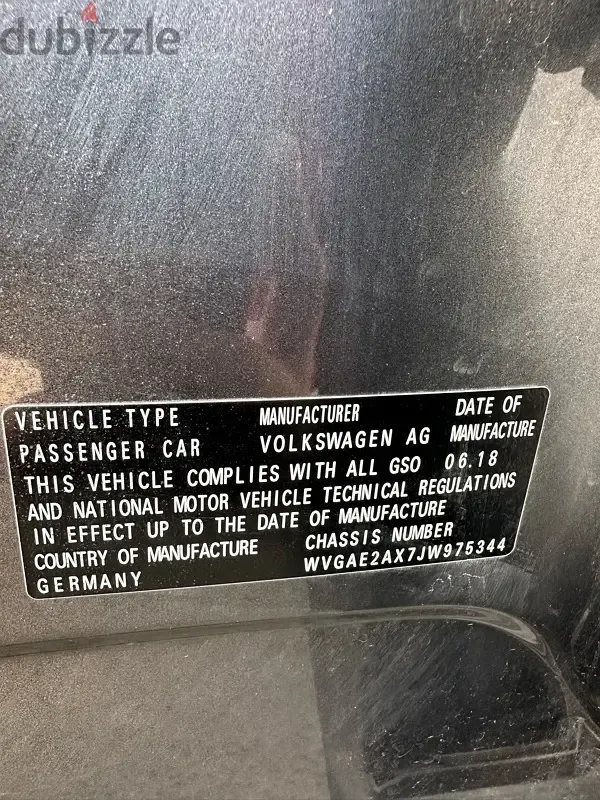 dubizzle
VEHICLE TYPE MANUFACTURER DATE OF
PASSENGER CAR VOLKSWAGEN AG MANUFACTURE
THIS VEHICLE COMPLIES WITH ALL GSO 06.18
AND NATIONAL MOTOR VEHICLE TECHNICAL REGULATIONS
IN EFFECT UP TO THE DATE OF MANUFACTURE
COUNTRY OF MANUFACTURE CHASSIS NUMBER
GERMANY WVGAE2AX7JW975344